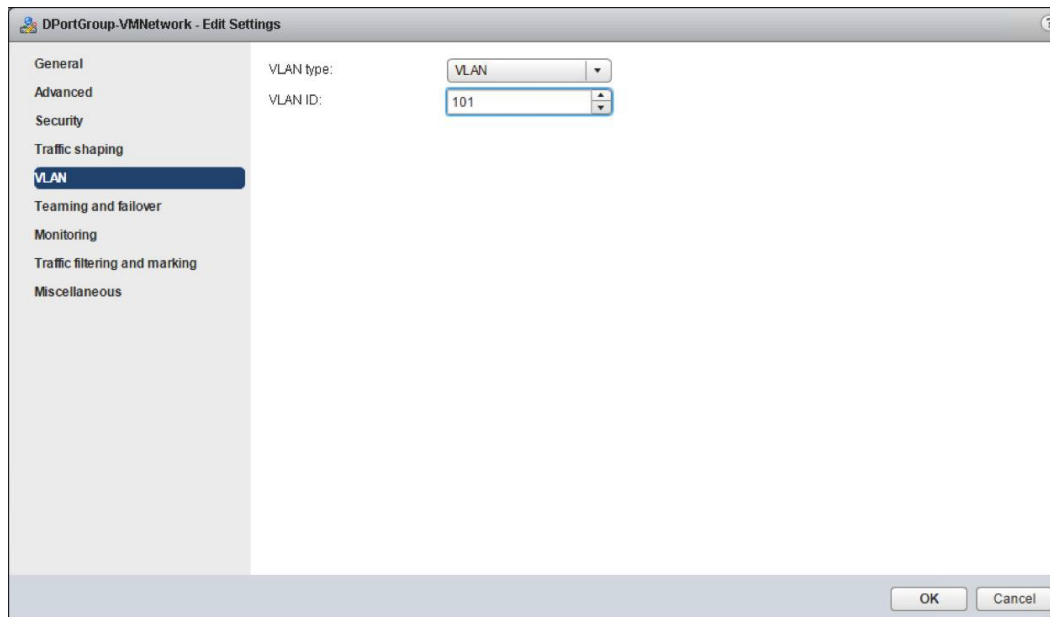 DPortGroup-VMNetwork - Edit Settings
?
General
Advanced
Security
Traffic shaping
VLAN
Teaming and failover
Monitoring
Traffic filtering and marking
Miscellaneous
VLAN type: VLAN
VLAN ID: 101
OK Cancel